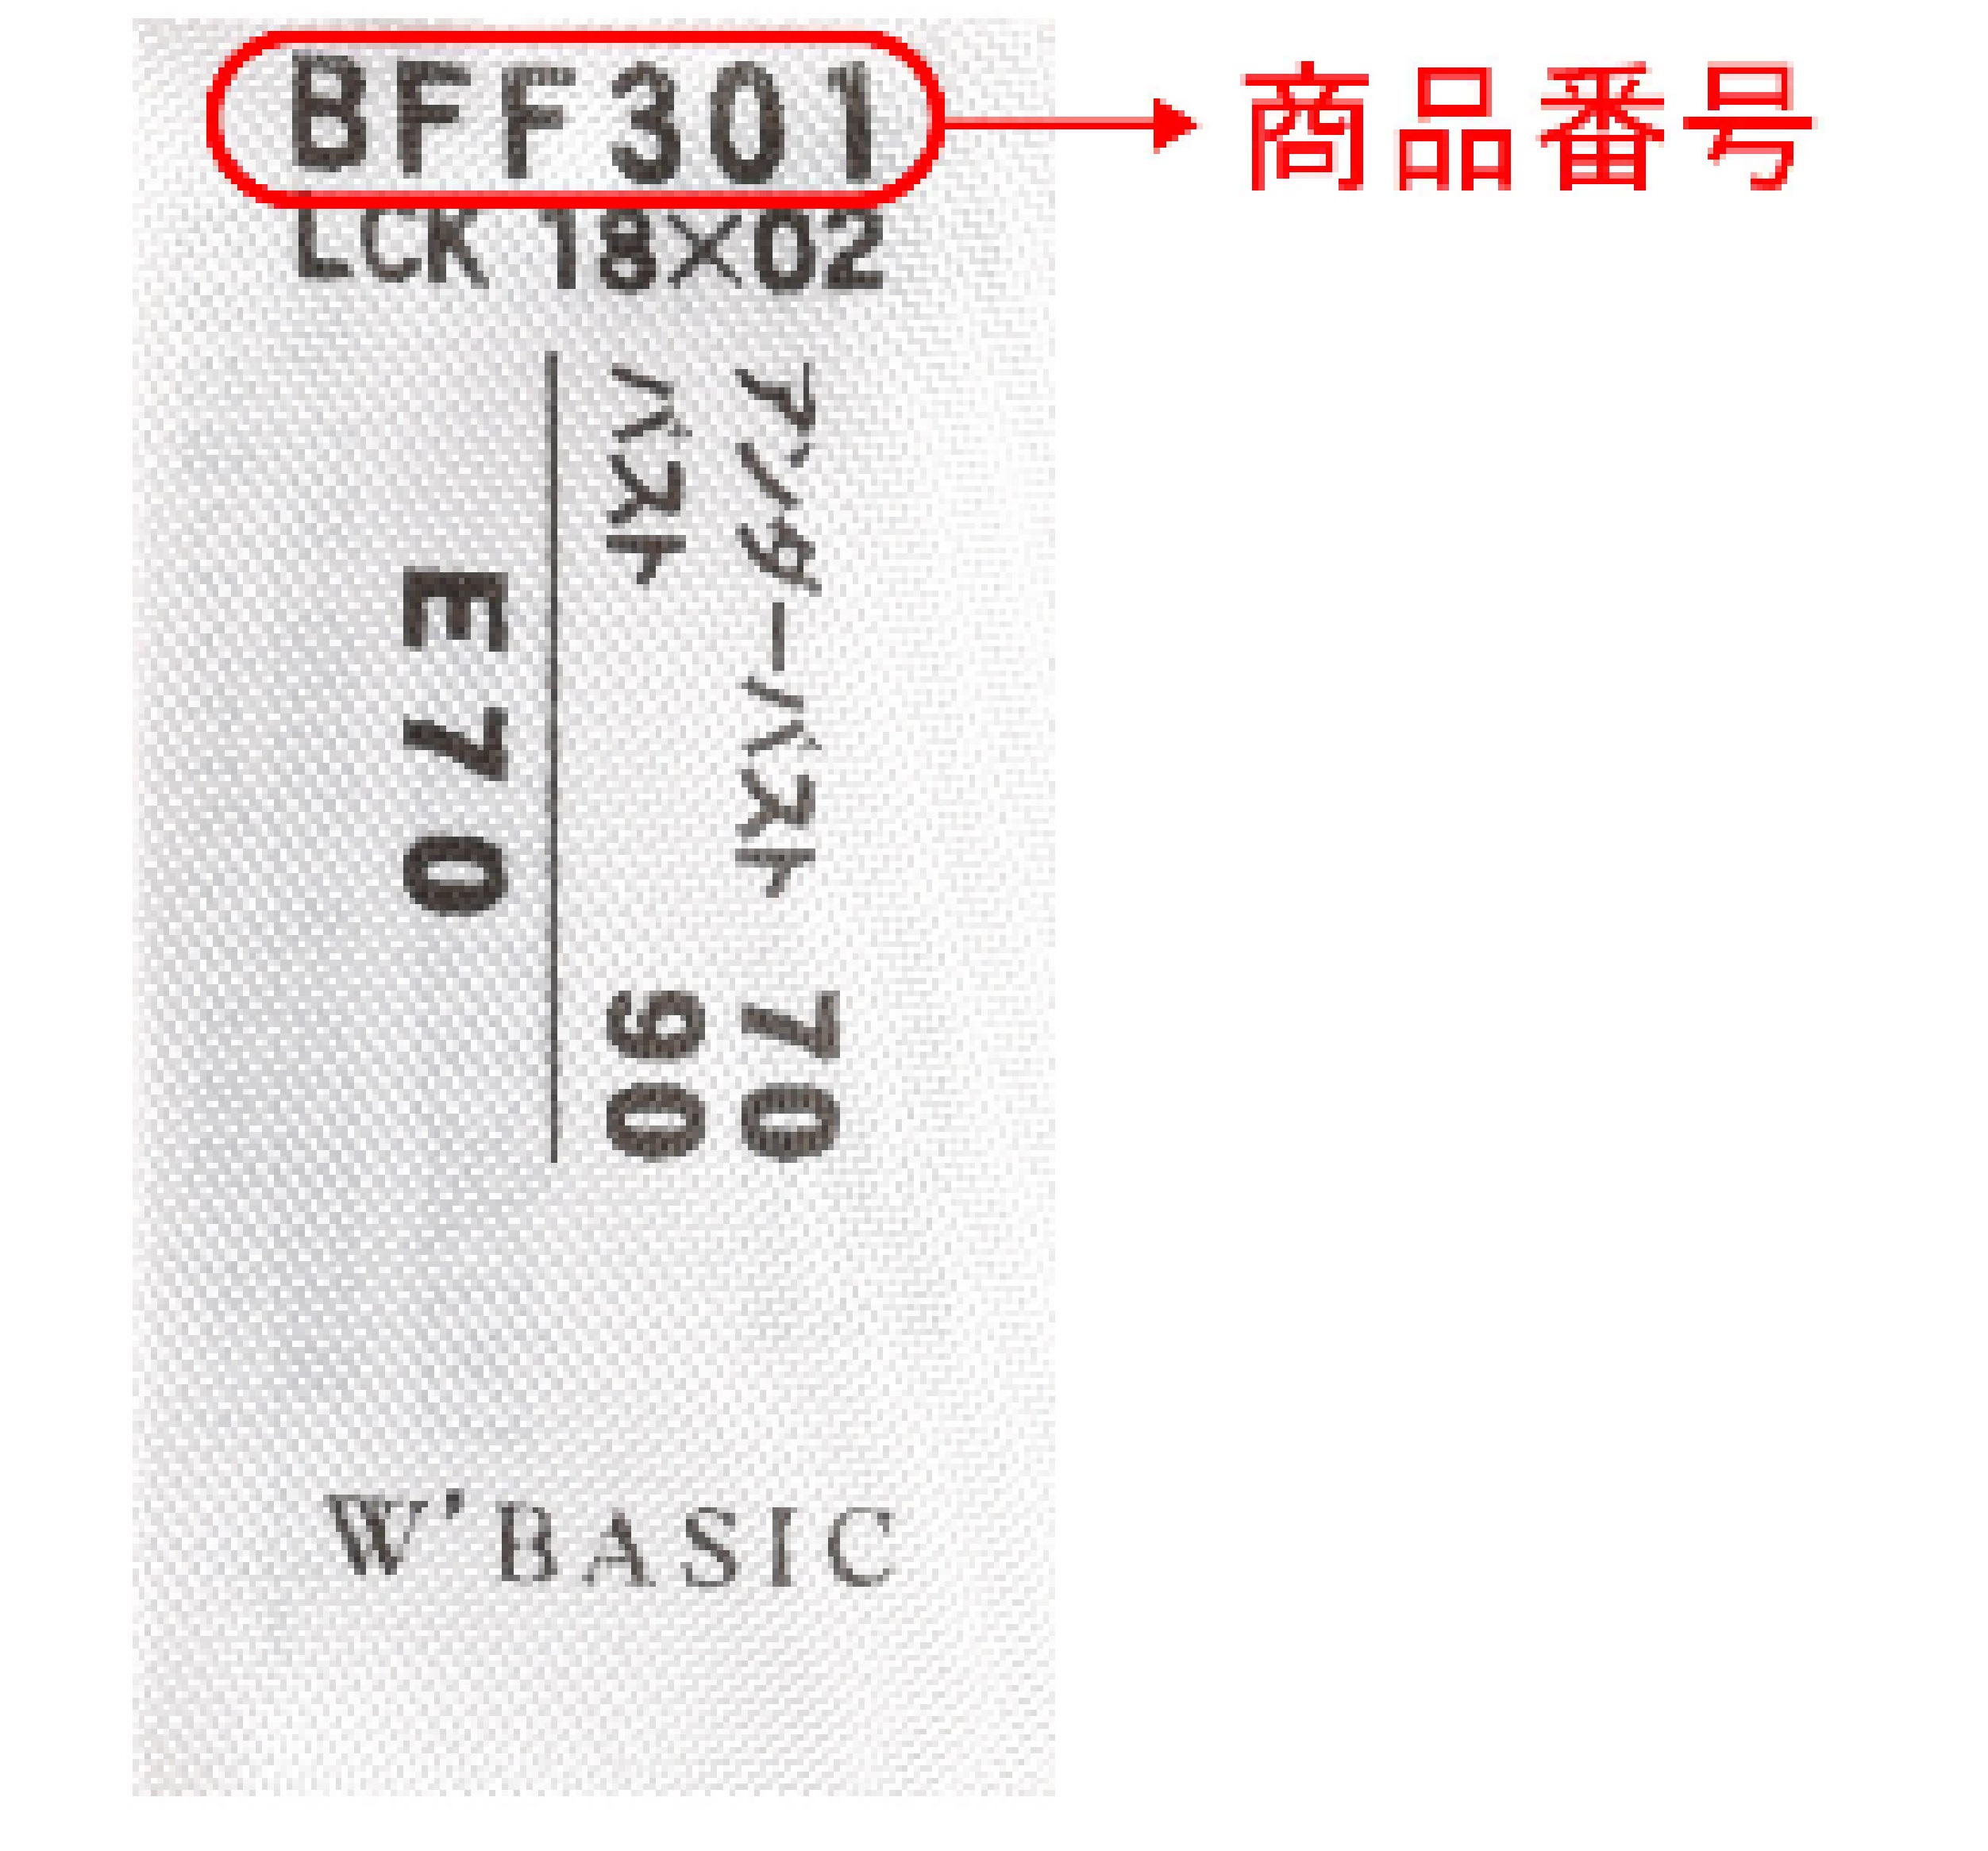 BFF301
商品番号
LCK 18×02
アンダーバスト 70
バスト 90
E70
W'BASIC